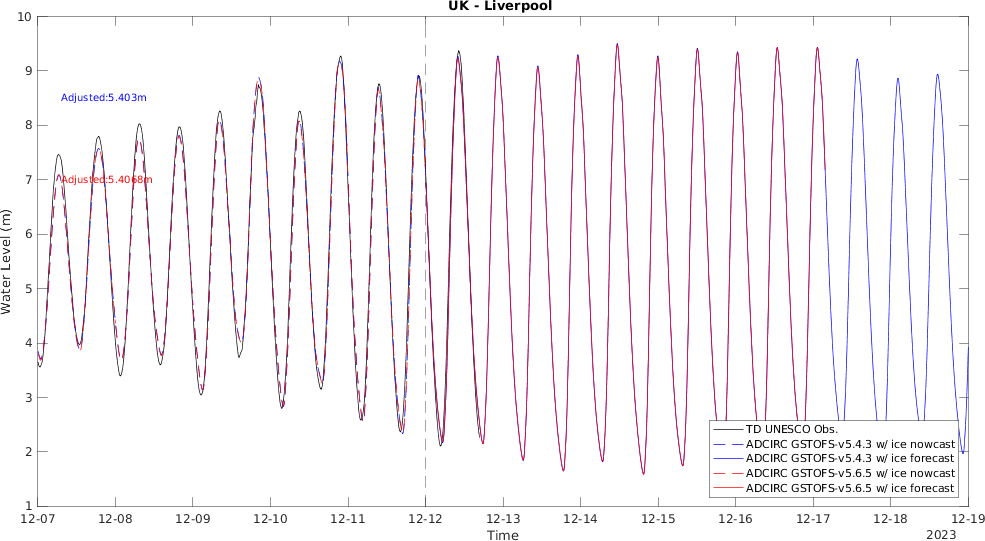 UK - Liverpool
10
9
8
7
6
5
4
3
2
1
Water Level (m)
Adjusted:5.403m
Adjusted:5.4068m
TD UNESCO Obs.
ADCIRC GSTOFS-v5.4.3 w/ ice nowcast
ADCIRC GSTOFS-v5.4.3 w/ ice forecast
ADCIRC GSTOFS-v5.6.5 w/ ice nowcast
ADCIRC GSTOFS-v5.6.5 w/ ice forecast
12-07 12-08 12-09 12-10 12-11 12-12 12-13 12-14 12-15 12-16 12-17 12-18 12-19
Time
2023